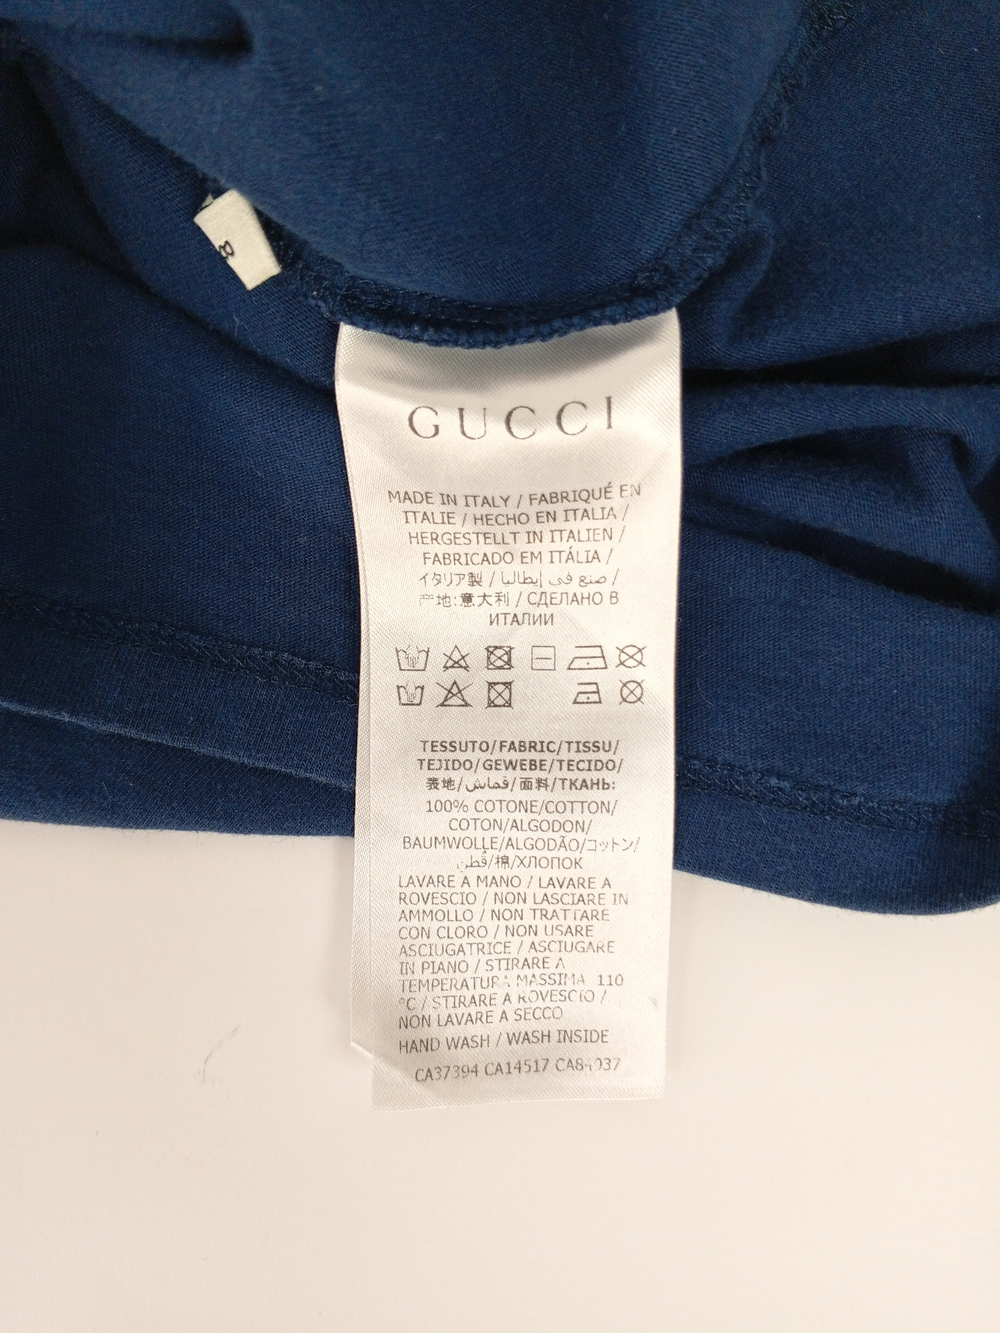 8
GUCCI
MADE IN ITALY / FABRIQUÉ EN
ITALIE / HECHO EN ITALIA /
HERGESTELLT IN ITALIEN /
FABRICADO EM ITÁLIA /
イタリア製 / صنع في إيطاليا /
产地:意大利 / СДЕЛАНО В
ИТАЛИИ
TESSUTO/FABRIC/TISSU/
TEJIDO/GEWEBE/TECIDO/
表地/قماش/面料/ТКАНЬ:
100% COTONE/COTTON/
COTON/ALGODON/
BAUMWOLLE/ALGODÃO/コットン/
قطن/棉/ХЛОПОК
LAVARE A MANO / LAVARE A
ROVESCIO / NON LASCIARE IN
AMMOLLO / NON TRATTARE
CON CLORO / NON USARE
ASCIUGATRICE / ASCIUGARE
IN PIANO / STIRARE A
TEMPERATURA MASSIMA 110
°C / STIRARE A ROVESCIO /
NON LAVARE A SECCO
HAND WASH / WASH INSIDE
CA37394 CA14517 CA84937